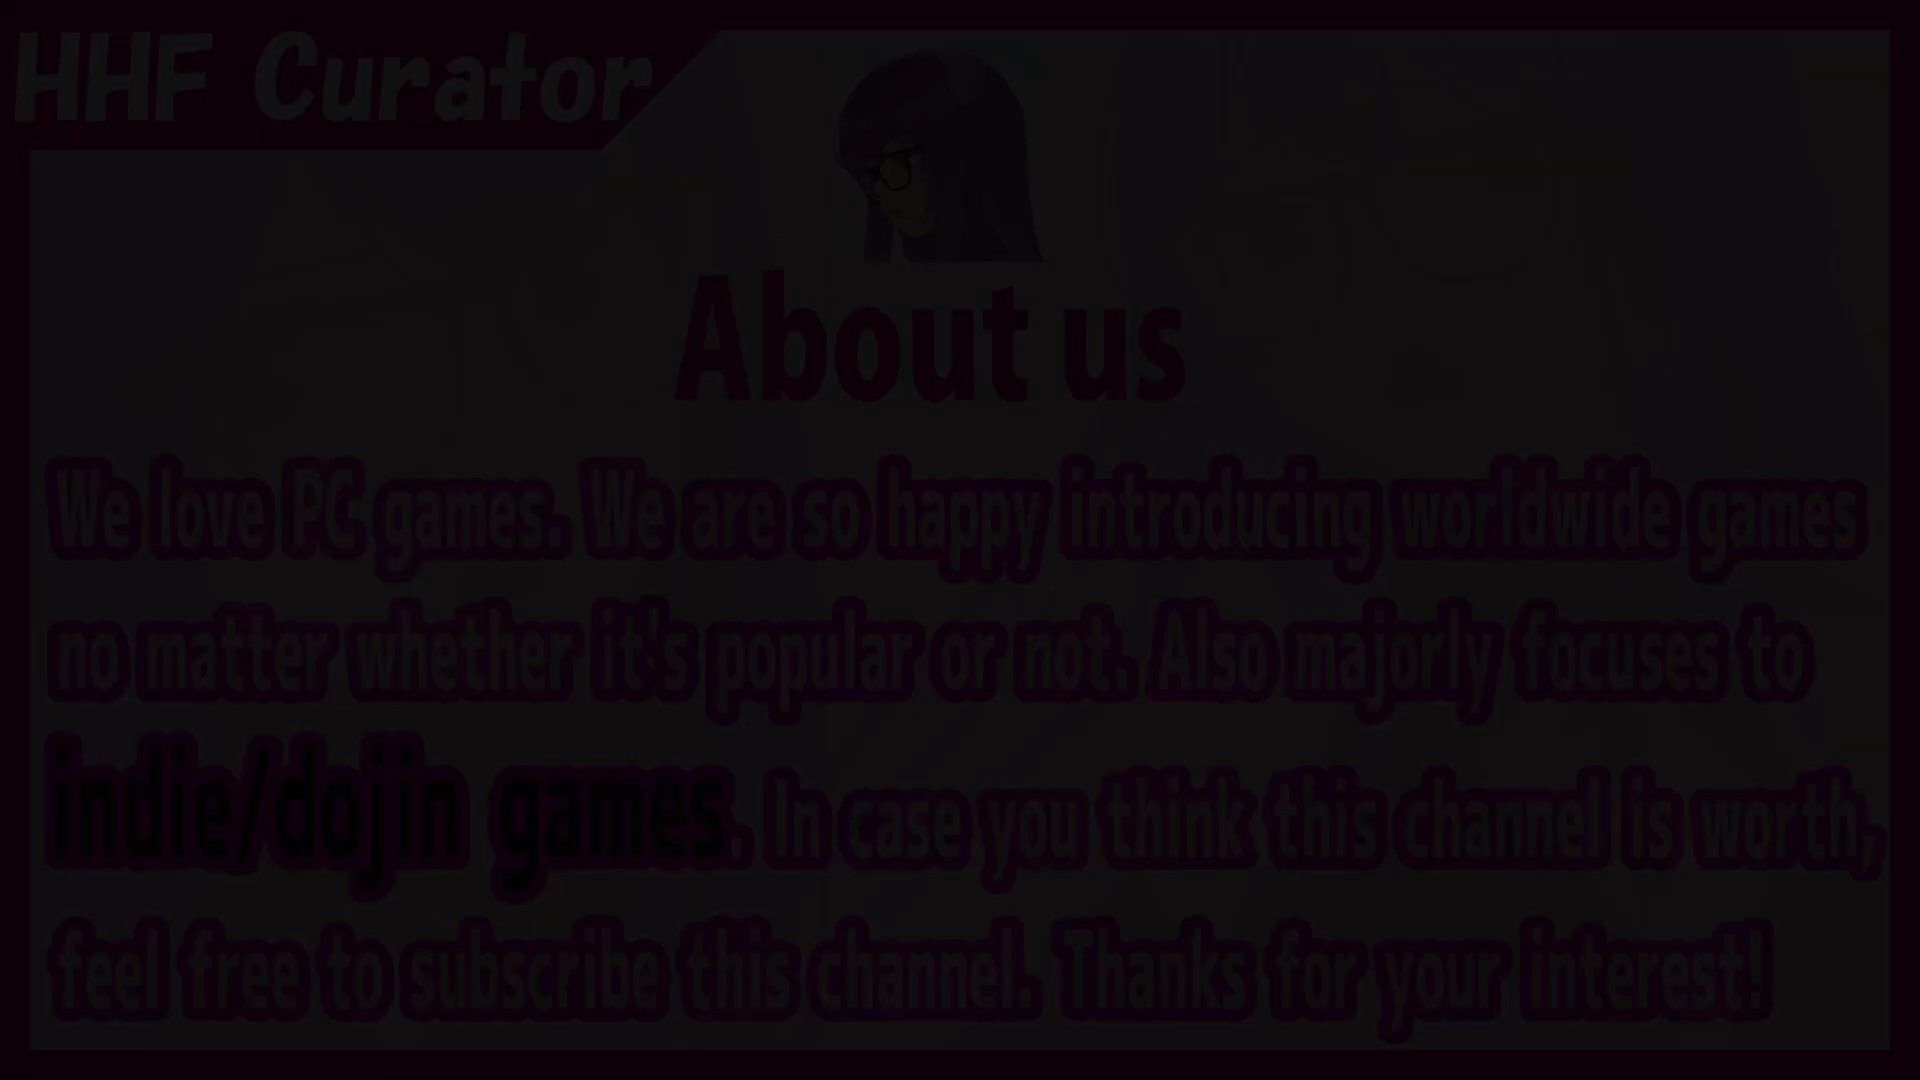 HHF Curator
About us
We love PC games. We are so happy introducing worldwide games
no matter whether it's popular or not. Also majorly focuses to
indie/dojin games. In case you think this channel is worth,
feel free to subscribe this channel. Thanks for your interest!